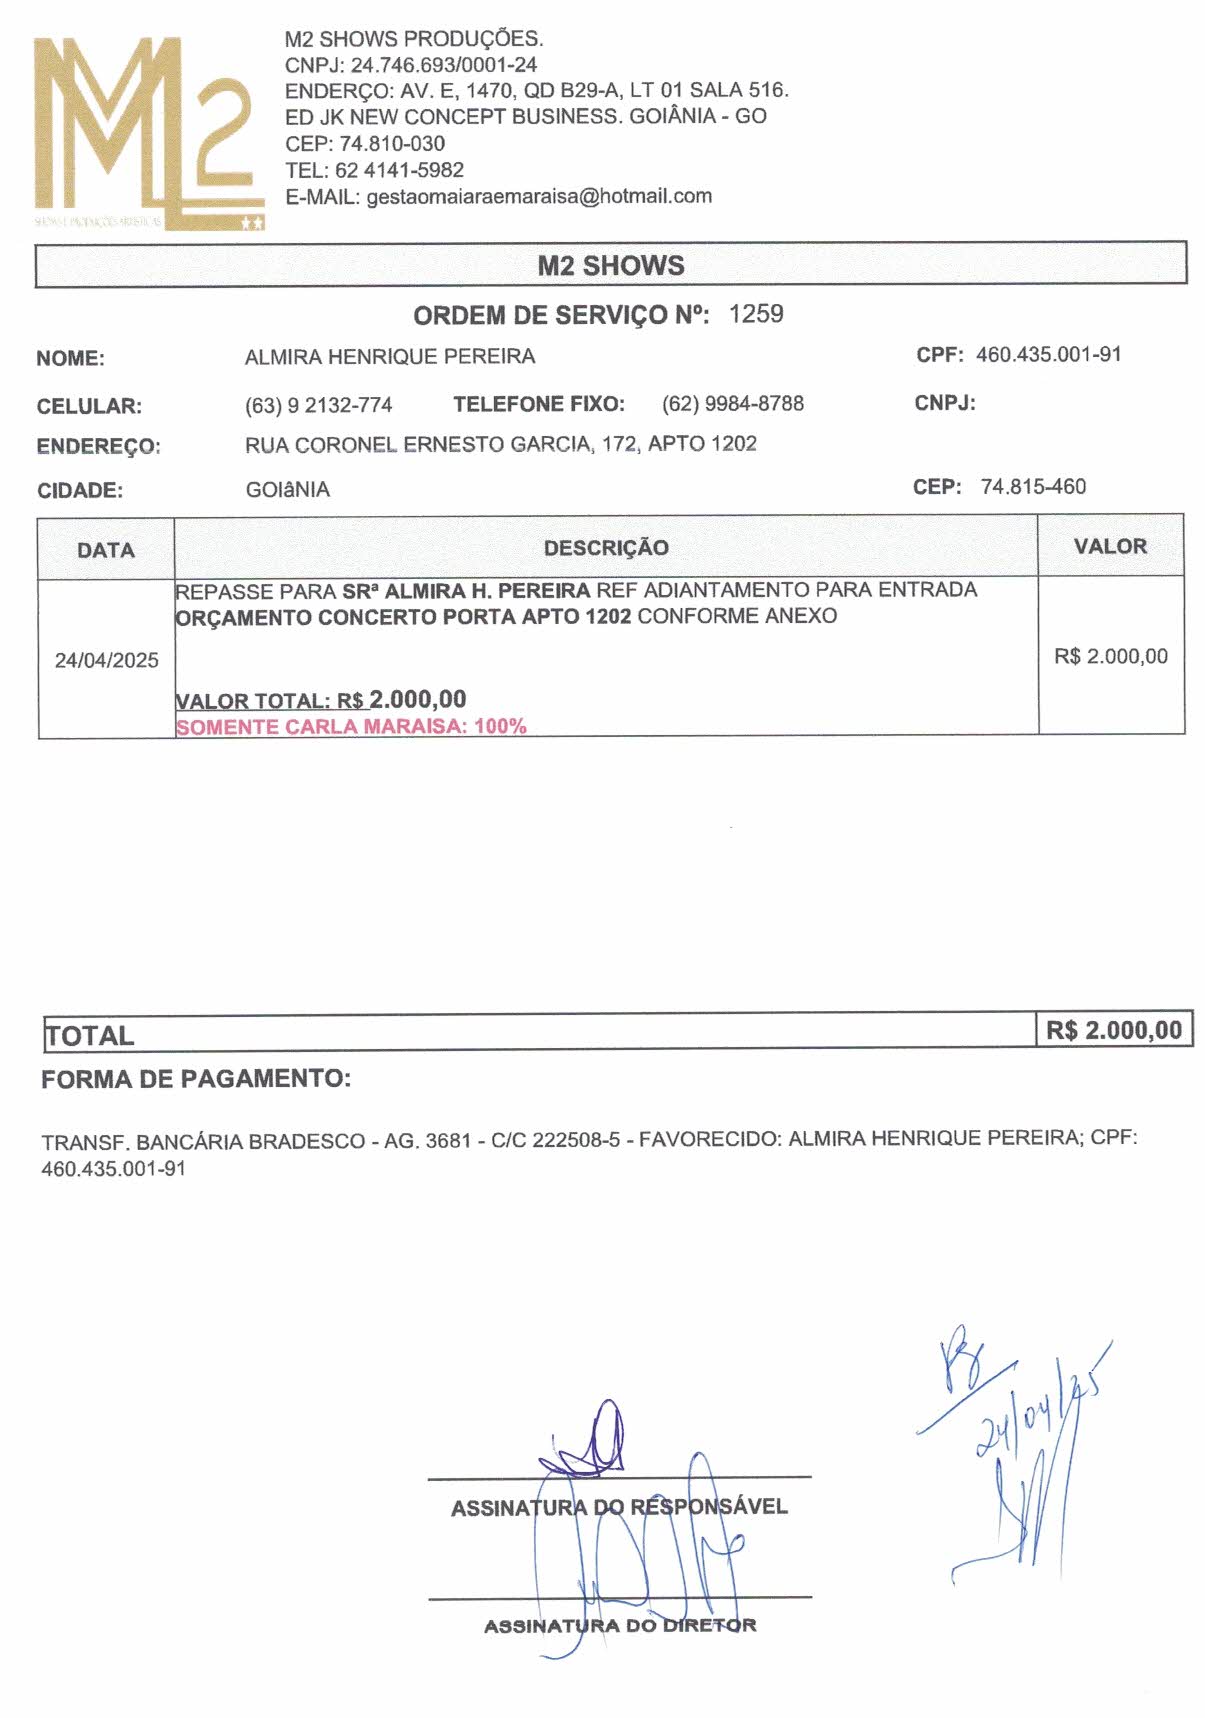 M2 SHOWS PRODUÇÕES.
CNPJ: 24.746.693/0001-24
ENDERÇO: AV. E, 1470, QD B29-A, LT 01 SALA 516.
ED JK NEW CONCEPT BUSINESS. GOIÂNIA - GO
CEP: 74.810-030
TEL: 62 4141-5982
E-MAIL: gestaomaiaraemaraisa@hotmail.com
M2
SHOWS E PRODUÇÕES ARTÍSTICAS
M2 SHOWS
ORDEM DE SERVIÇO Nº: 1259
NOME: ALMIRA HENRIQUE PEREIRA CPF: 460.435.001-91
CELULAR: (63) 9 2132-774 TELEFONE FIXO: (62) 9984-8788 CNPJ:
ENDEREÇO: RUA CORONEL ERNESTO GARCIA, 172, APTO 1202
CIDADE: GOIâNIA CEP: 74.815-460
DATA DESCRIÇÃO VALOR
REPASSE PARA SRª ALMIRA H. PEREIRA REF ADIANTAMENTO PARA ENTRADA
ORÇAMENTO CONCERTO PORTA APTO 1202 CONFORME ANEXO
24/04/2025 R$ 2.000,00
VALOR TOTAL: R$ 2.000,00
SOMENTE CARLA MARAISA: 100%
TOTAL R$ 2.000,00
FORMA DE PAGAMENTO:
TRANSF. BANCÁRIA BRADESCO - AG. 3681 - C/C 222508-5 - FAVORECIDO: ALMIRA HENRIQUE PEREIRA; CPF:
460.435.001-91
24/04/25
ASSINATURA DO RESPONSÁVEL
ASSINATURA DO DIRETOR